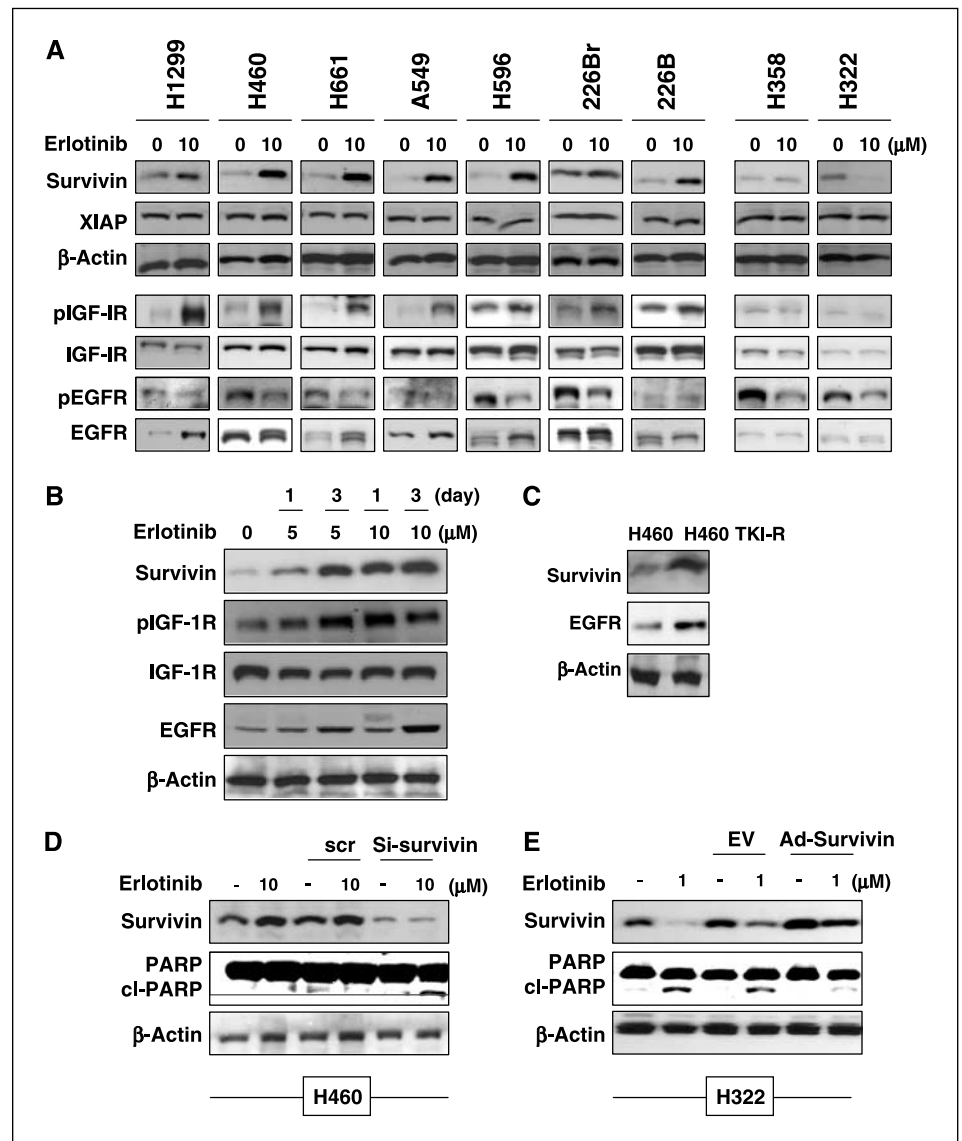 A
H1299 H460 H661 A549 H596 226Br 226B H358 H322
Erlotinib 0 10 0 10 0 10 0 10 0 10 0 10 0 10 0 10 0 10 (μM)
Survivin
XIAP
β-Actin
pIGF-IR
IGF-IR
pEGFR
EGFR
B
1 3 1 3 (day)
Erlotinib 0 5 5 10 10 (μM)
Survivin
pIGF-1R
IGF-1R
EGFR
β-Actin
C
H460 H460 TKI-R
Survivin
EGFR
β-Actin
D
scr Si-survivin
Erlotinib - 10 - 10 - 10 (μM)
Survivin
PARP
cl-PARP
β-Actin
H460
E
EV Ad-Survivin
Erlotinib - 1 - 1 - 1 (μM)
Survivin
PARP
cl-PARP
β-Actin
H322